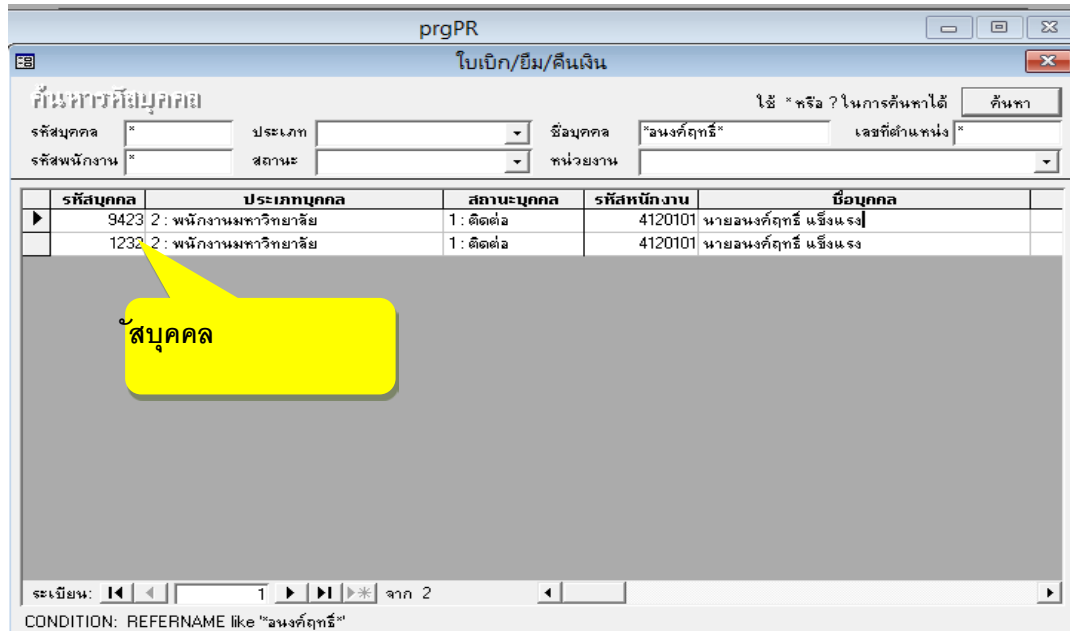 prgPR
ใบเบิก/ยืม/คืนเงิน
ค้นหารหัสบุคคล ใช้ * หรือ ? ในการค้นหาได้ ค้นหา
รหัสบุคคล * ประเภท ชื่อบุคคล *อนงค์ฤทธิ์* เลขที่ตำแหน่ง *
รหัสพนักงาน * สถานะ หน่วยงาน
รหัสบุคคล ประเภทบุคคล สถานะบุคคล รหัสหนักงาน ชื่อบุคคล
9423 2 : พนักงานมหาวิทยาลัย 1 : ติดต่อ 4120101 นายอนงค์ฤทธิ์ แข็งแรง
1232 2 : พนักงานมหาวิทยาลัย 1 : ติดต่อ 4120101 นายอนงค์ฤทธิ์ แข็งแรง
ัสบุคคล
ระเบียน: 1 จาก 2
CONDITION: REFERNAME like '*อนงค์ฤทธิ์*'